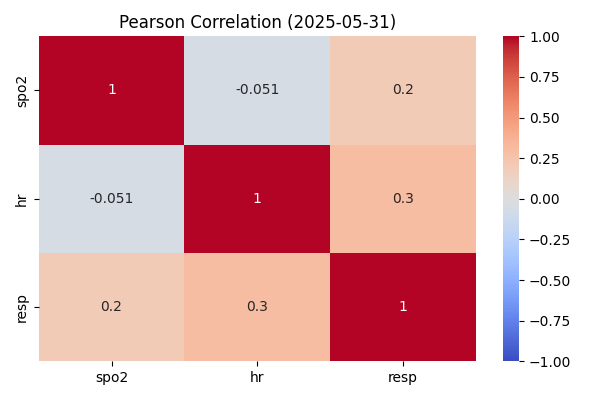 Pearson Correlation (2025-05-31)
spo2 1 -0.051 0.2
hr -0.051 1 0.3
resp 0.2 0.3 1
spo2 hr resp
1.00
0.75
0.50
0.25
0.00
−0.25
−0.50
−0.75
−1.00